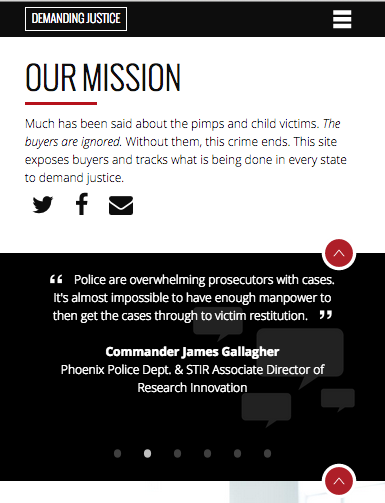 DEMANDING JUSTICE
OUR MISSION
Much has been said about the pimps and child victims. The
buyers are ignored. Without them, this crime ends. This site
exposes buyers and tracks what is being done in every state
to demand justice.
“ Police are overwhelming prosecutors with cases.
It's almost impossible to have enough manpower to
then get the cases through to victim restitution. ”
Commander James Gallagher
Phoenix Police Dept. & STIR Associate Director of
Research Innovation